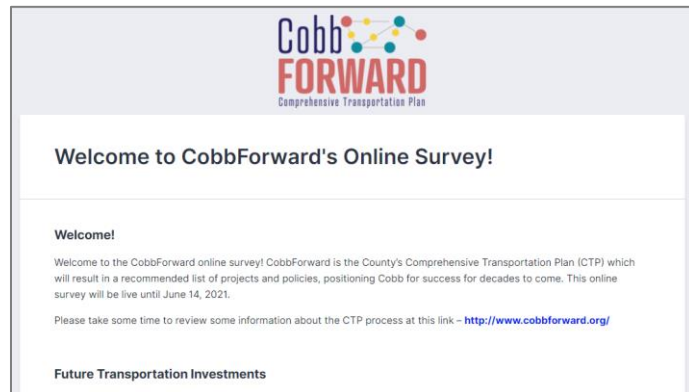 Cobb
FORWARD
Comprehensive Transportation Plan
Welcome to CobbForward's Online Survey!
Welcome!
Welcome to the CobbForward online survey! CobbForward is the County's Comprehensive Transportation Plan (CTP) which
will result in a recommended list of projects and policies, positioning Cobb for success for decades to come. This online
survey will be live until June 14, 2021.
Please take some time to review some information about the CTP process at this link – http://www.cobbforward.org/
Future Transportation Investments